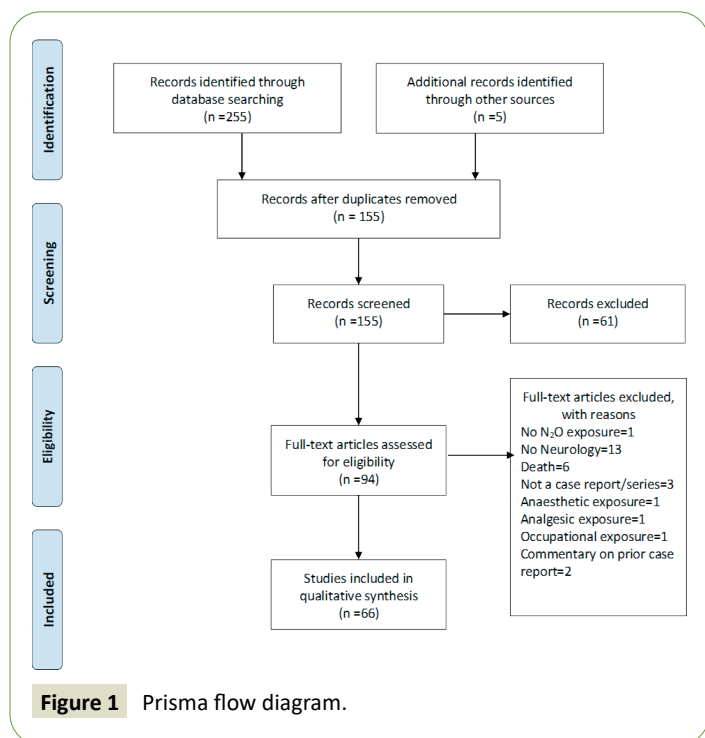 Identification
Records identified through
database searching
(n =255)
Additional records identified
through other sources
(n =5)
Records after duplicates removed
(n = 155)
Screening
Records screened
(n =155)
Records excluded
(n =61)
Eligibility
Full-text articles assessed
for eligibility
(n =94)
Full-text articles excluded,
with reasons
No N₂O exposure=1
No Neurology=13
Death=6
Not a case report/series=3
Anaesthetic exposure=1
Analgesic exposure=1
Occupational exposure=1
Commentary on prior case
report=2
Included
Studies included in
qualitative synthesis
(n =66)
Figure 1 Prisma flow diagram.